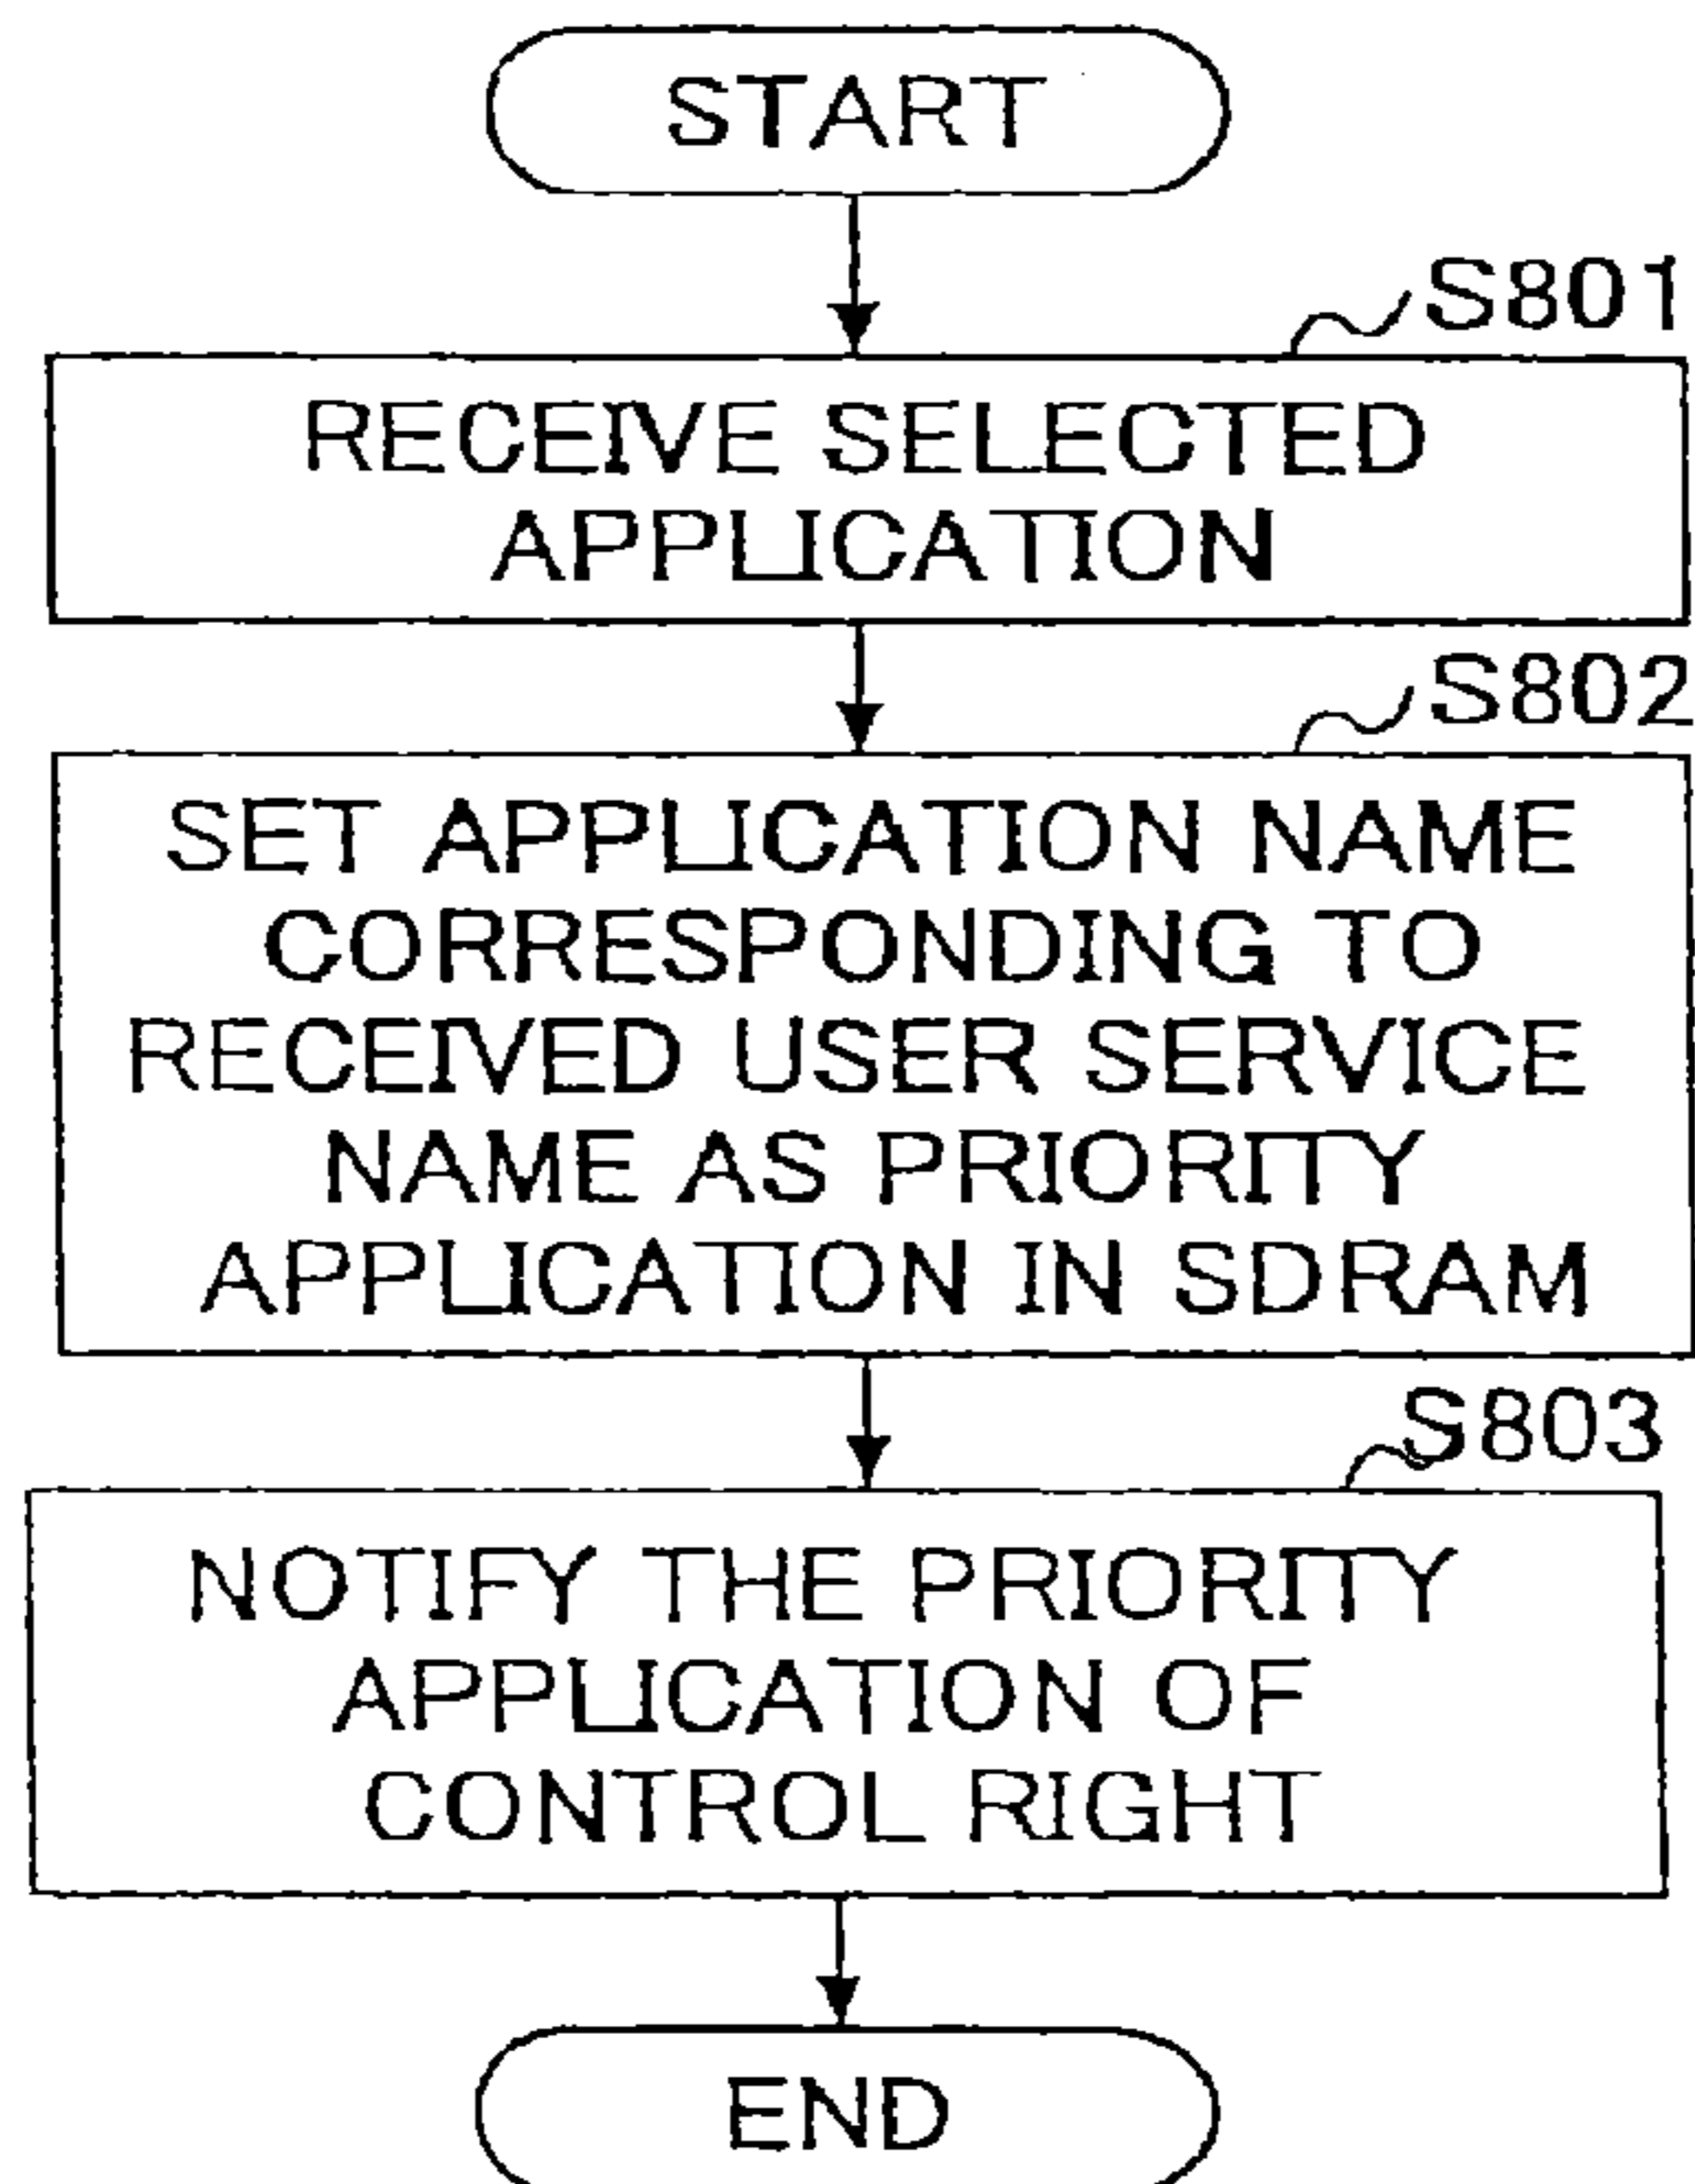 START
S801
RECEIVE SELECTED
APPLICATION
S802
SET APPLICATION NAME
CORRESPONDING TO
RECEIVED USER SERVICE
NAME AS PRIORITY
APPLICATION IN SDRAM
S803
NOTIFY THE PRIORITY
APPLICATION OF
CONTROL RIGHT
END